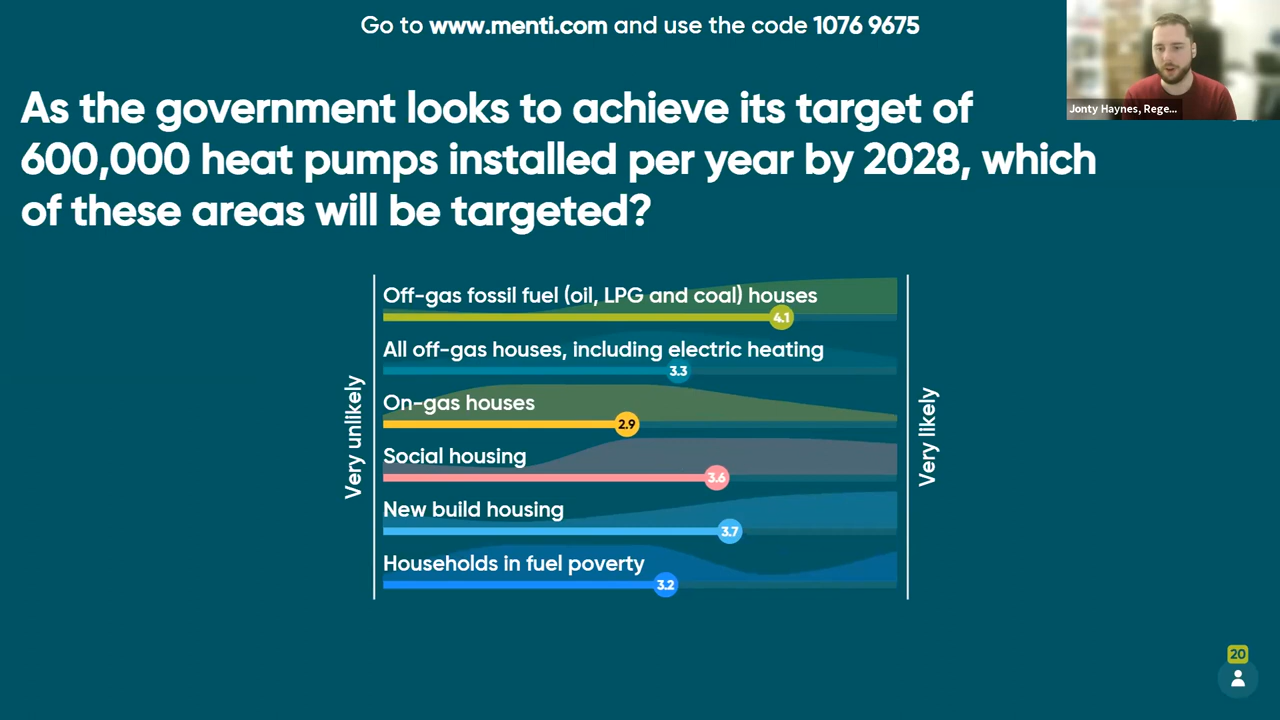 Go to www.menti.com and use the code 1076 9675
Jonty Haynes, Rege...
As the government looks to achieve its target of
600,000 heat pumps installed per year by 2028, which
of these areas will be targeted?
Very unlikely
Off-gas fossil fuel (oil, LPG and coal) houses
4.1
All off-gas houses, including electric heating
3.3
On-gas houses
2.9
Social housing
3.6
New build housing
3.7
Households in fuel poverty
3.2
Very likely
20